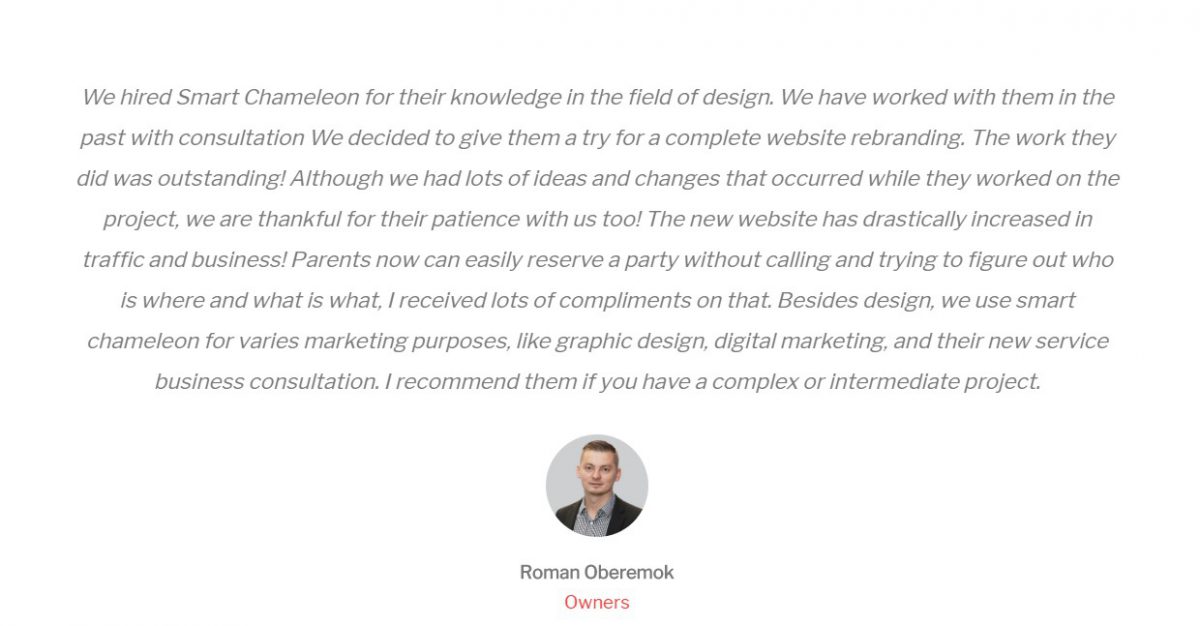 We hired Smart Chameleon for their knowledge in the field of design. We have worked with them in the
past with consultation We decided to give them a try for a complete website rebranding. The work they
did was outstanding! Although we had lots of ideas and changes that occurred while they worked on the
project, we are thankful for their patience with us too! The new website has drastically increased in
traffic and business! Parents now can easily reserve a party without calling and trying to figure out who
is where and what is what, I received lots of compliments on that. Besides design, we use smart
chameleon for varies marketing purposes, like graphic design, digital marketing, and their new service
business consultation. I recommend them if you have a complex or intermediate project.
Roman Oberemok
Owners